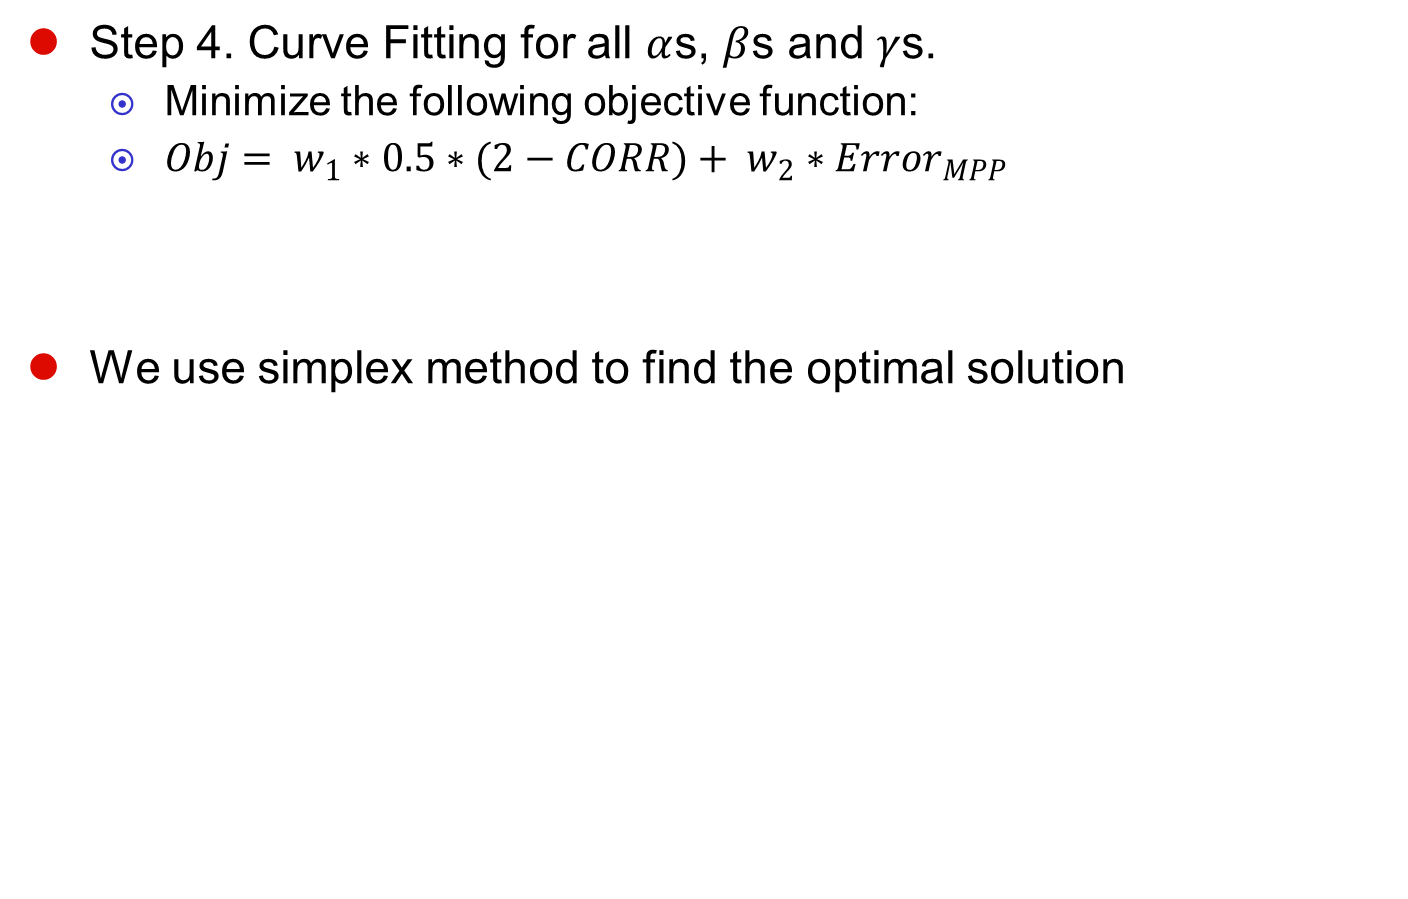 Step 4. Curve Fitting for all αs, βs and γs.
Minimize the following objective function:
Obj = w₁ * 0.5 * (2 − CORR) + w₂ * Error_MPP
We use simplex method to find the optimal solution